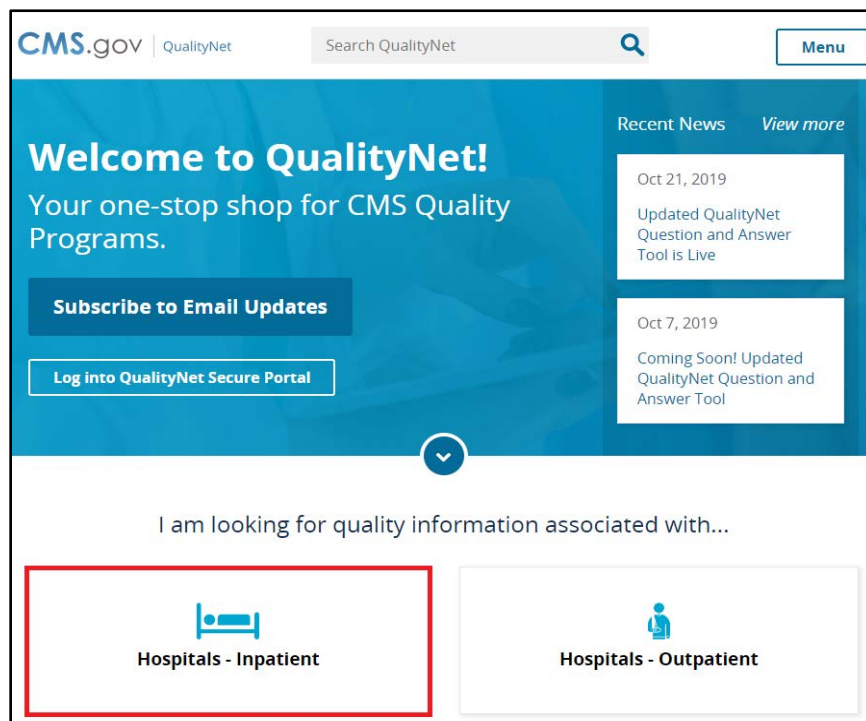 CMS.gov QualityNet
Search QualityNet
Menu
Welcome to QualityNet!
Your one-stop shop for CMS Quality
Programs.
Subscribe to Email Updates
Log into QualityNet Secure Portal
Recent News View more
Oct 21, 2019
Updated QualityNet
Question and Answer
Tool is Live
Oct 7, 2019
Coming Soon! Updated
QualityNet Question and
Answer Tool
I am looking for quality information associated with...
Hospitals - Inpatient
Hospitals - Outpatient